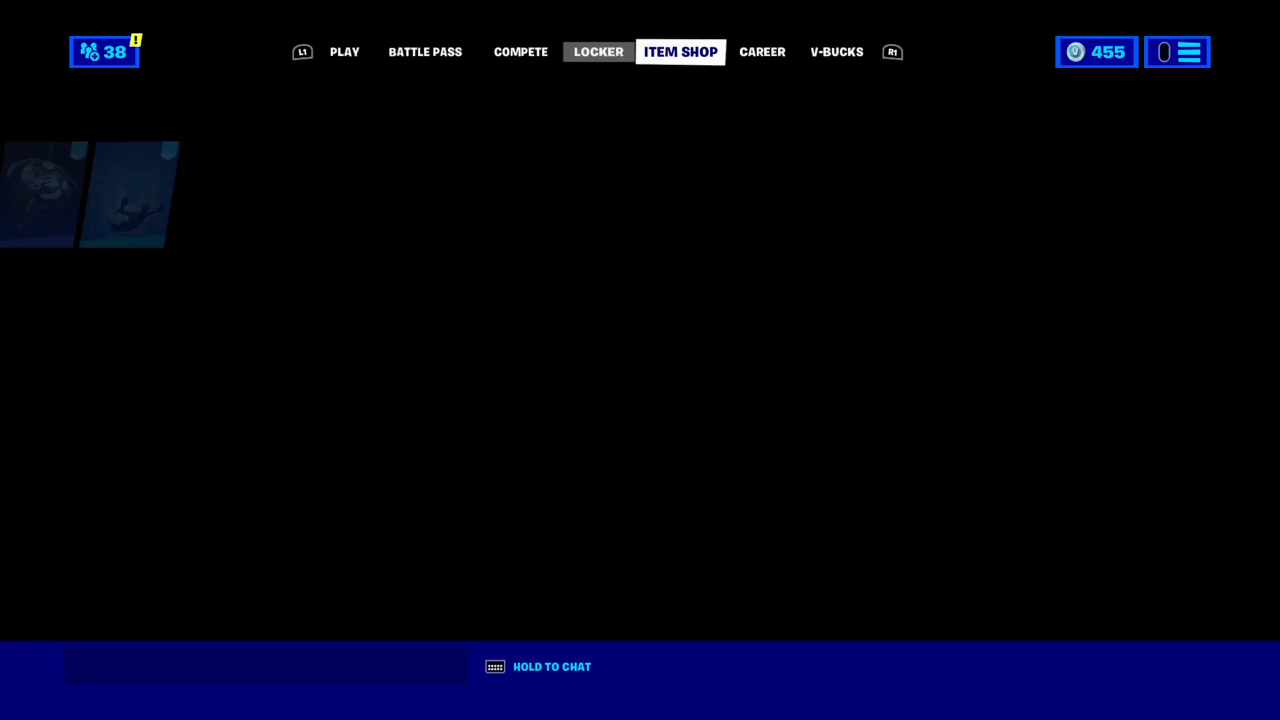 38 !
L1 PLAY BATTLE PASS COMPETE LOCKER ITEM SHOP CAREER V-BUCKS R1
V 455
HOLD TO CHAT